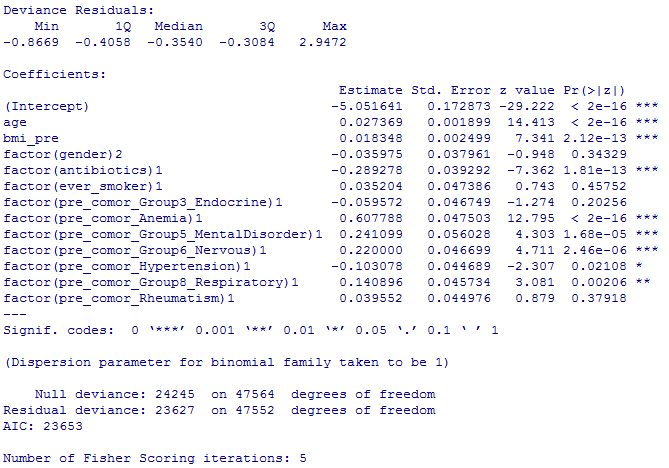 Deviance Residuals:
    Min       1Q   Median       3Q      Max
-0.8669  -0.4058  -0.3540  -0.3084   2.9472
Coefficients:
                                        Estimate Std. Error z value Pr(>|z|)
(Intercept)                            -5.051641   0.172873 -29.222  < 2e-16 ***
age                                     0.027369   0.001899  14.413  < 2e-16 ***
bmi_pre                                 0.018348   0.002499   7.341 2.12e-13 ***
factor(gender)2                        -0.035975   0.037961  -0.948  0.34329
factor(antibiotics)1                   -0.289278   0.039292  -7.362 1.81e-13 ***
factor(ever_smoker)1                    0.035204   0.047386   0.743  0.45752
factor(pre_comor_Group3_Endocrine)1    -0.059572   0.046749  -1.274  0.20256
factor(pre_comor_Anemia)1               0.607788   0.047503  12.795  < 2e-16 ***
factor(pre_comor_Group5_MentalDisorder)1 0.241099   0.056028   4.303 1.68e-05 ***
factor(pre_comor_Group6_Nervous)1       0.220000   0.046699   4.711 2.46e-06 ***
factor(pre_comor_Hypertension)1        -0.103078   0.044689  -2.307  0.02108 *
factor(pre_comor_Group8_Respiratory)1   0.140896   0.045734   3.081  0.00206 **
factor(pre_comor_Rheumatism)1           0.039552   0.044976   0.879  0.37918
---
Signif. codes:  0 ‘***’ 0.001 ‘**’ 0.01 ‘*’ 0.05 ‘.’ 0.1 ‘ ’ 1
(Dispersion parameter for binomial family taken to be 1)
    Null deviance: 24245  on 47564  degrees of freedom
Residual deviance: 23627  on 47552  degrees of freedom
AIC: 23653
Number of Fisher Scoring iterations: 5